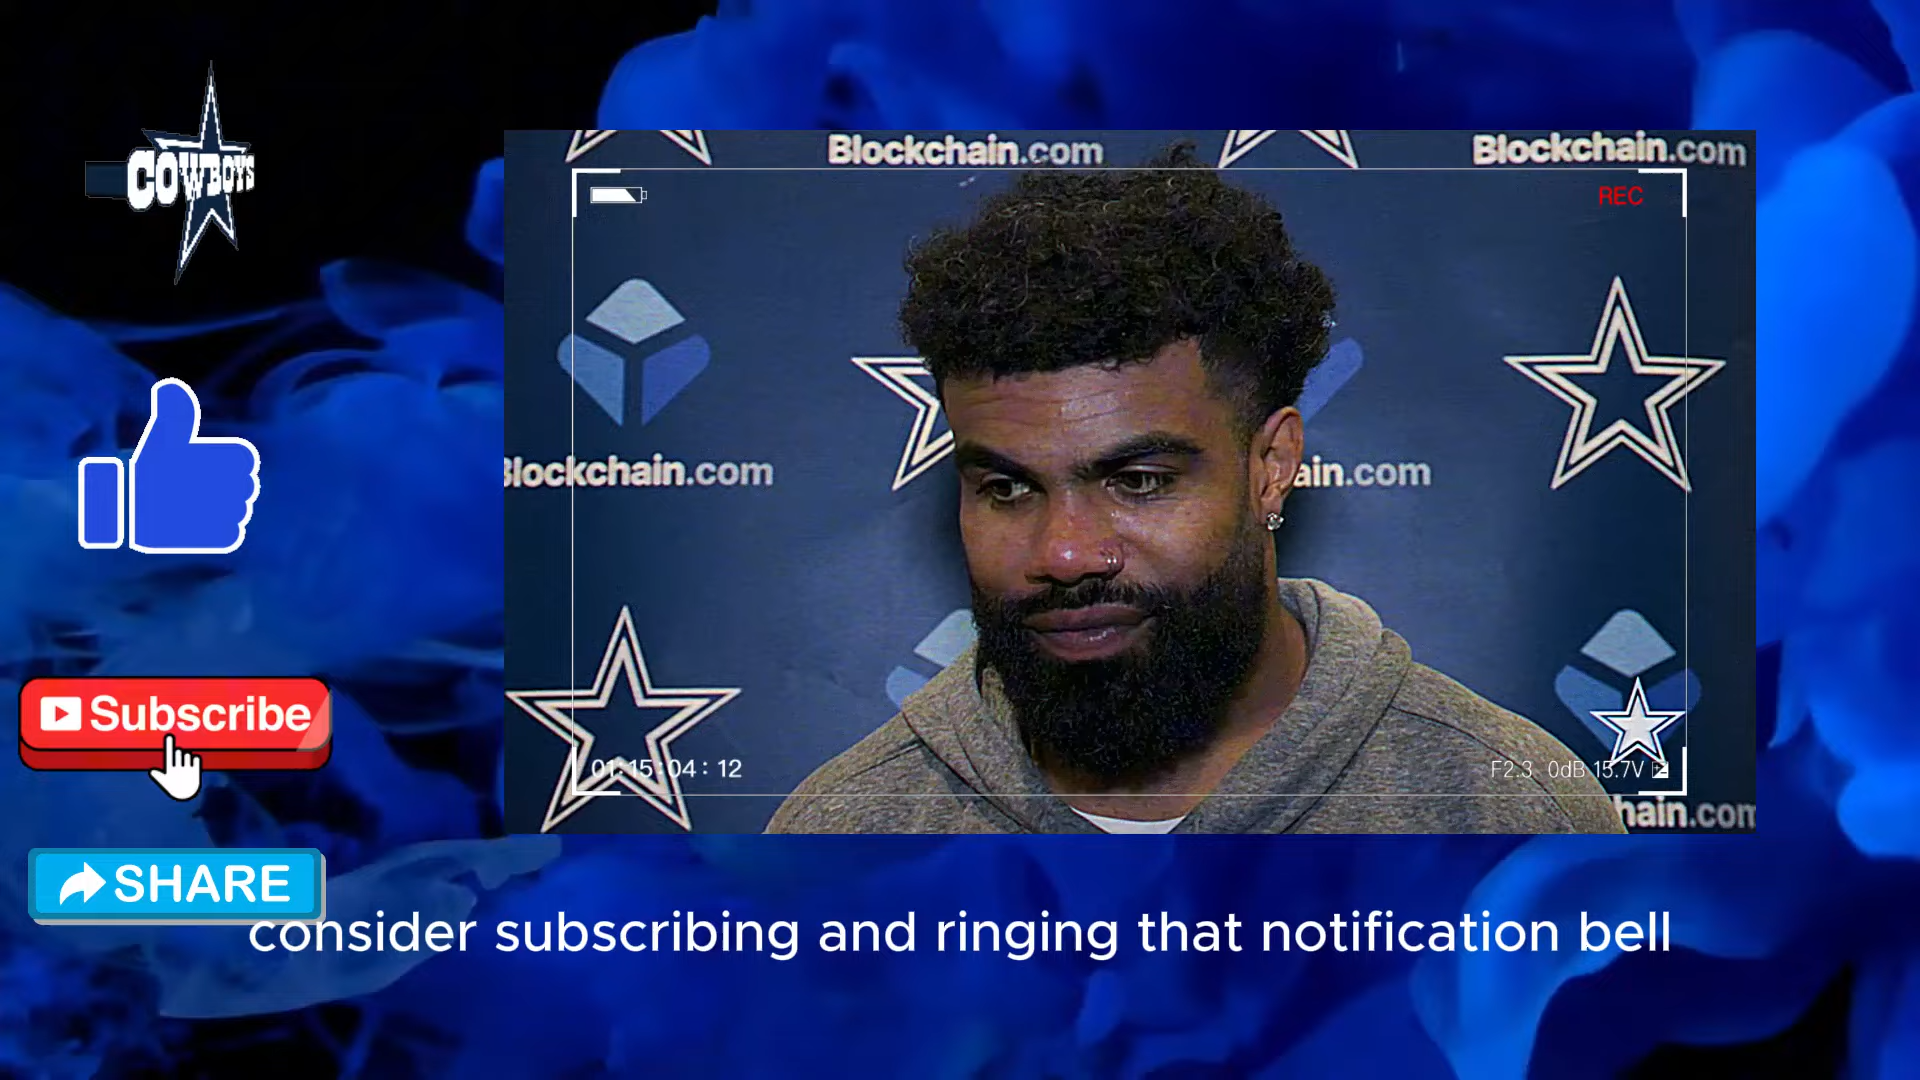 COWBOYS
Blockchain.com
Blockchain.com
REC
Blockchain.com
ain.com
Subscribe
01:15:04:12
F2.3 0dB 15.7V
hain.com
SHARE
consider subscribing and ringing that notification bell